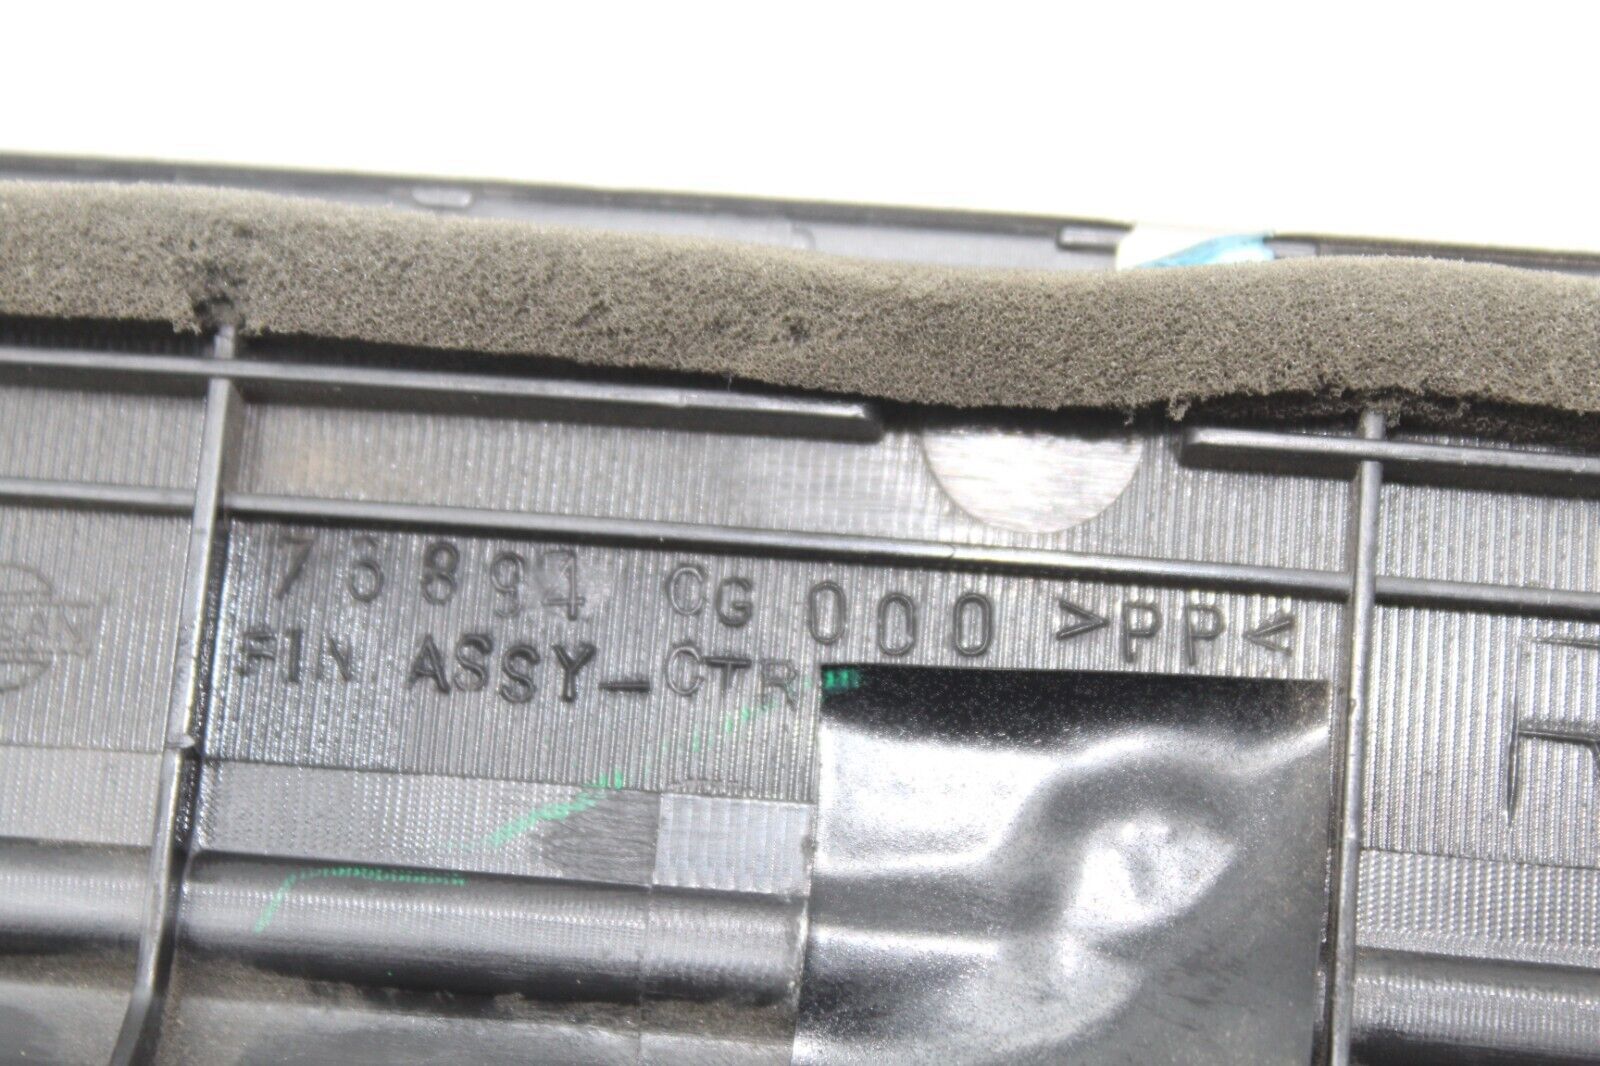 76894 CG000 >PP<
FIN ASSY-CTR